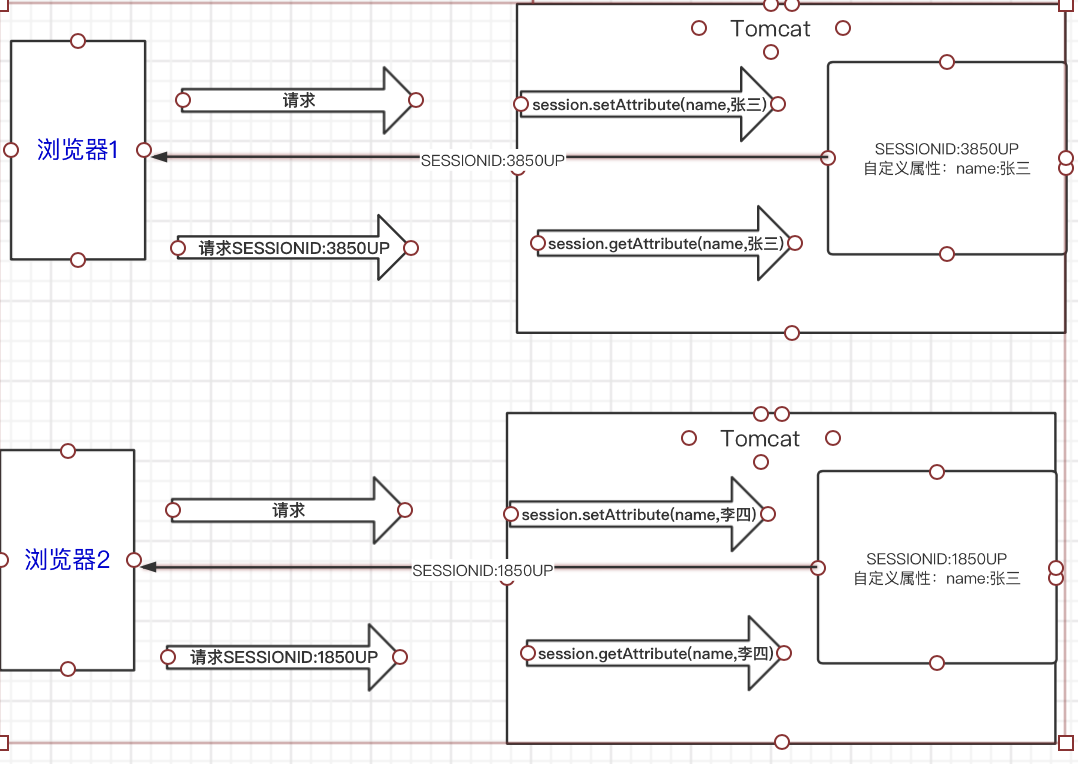 Tomcat
请求
session.setAttribute(name,张三)
浏览器1
SESSIONID:3850UP
SESSIONID:3850UP
自定义属性：name:张三
请求SESSIONID:3850UP
session.getAttribute(name,张三)
Tomcat
请求
session.setAttribute(name,李四)
浏览器2
SESSIONID:1850UP
SESSIONID:1850UP
自定义属性：name:张三
请求SESSIONID:1850UP
session.getAttribute(name,李四)